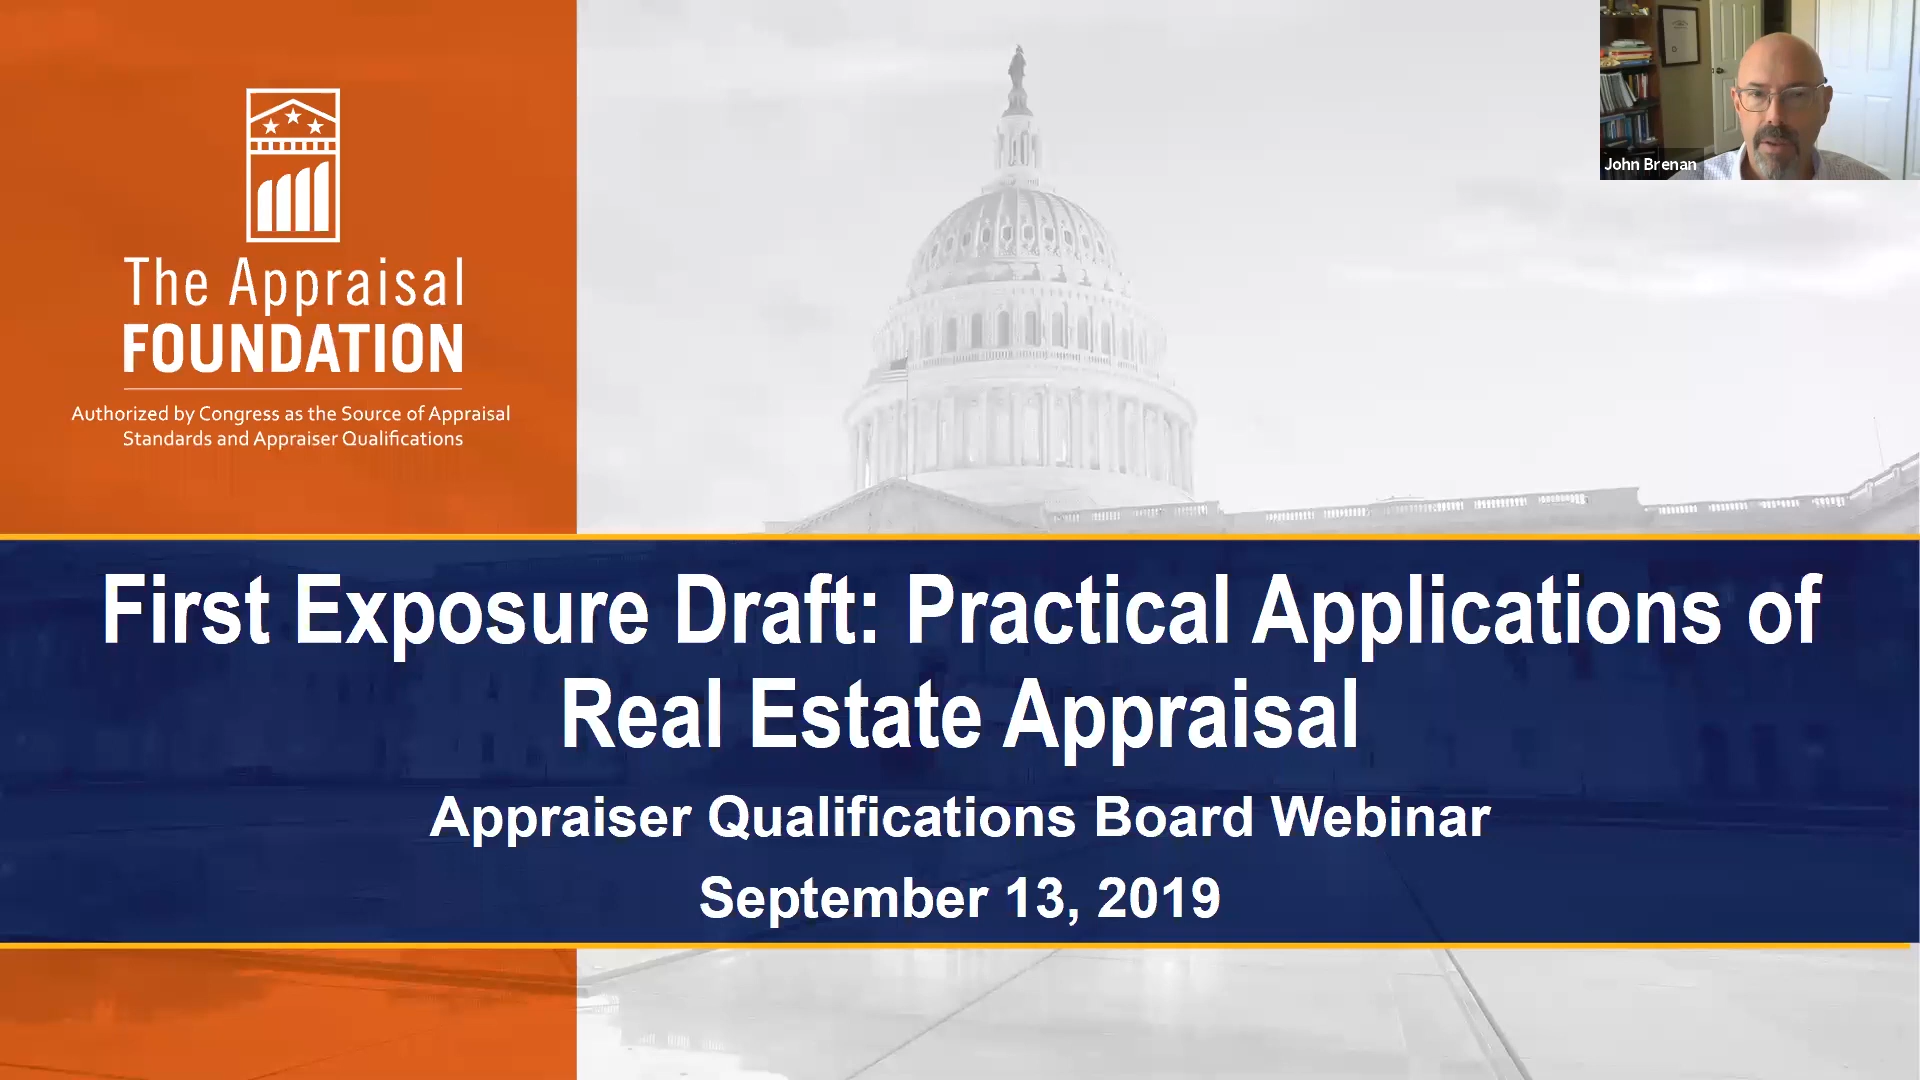 John Brenan
The Appraisal
FOUNDATION
Authorized by Congress as the Source of Appraisal
Standards and Appraiser Qualifications
First Exposure Draft: Practical Applications of
Real Estate Appraisal
Appraiser Qualifications Board Webinar
September 13, 2019